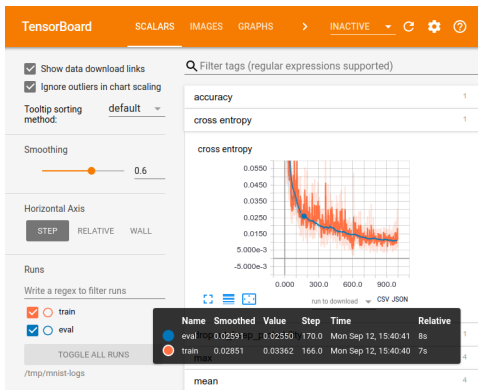 TensorBoard SCALARS IMAGES GRAPHS > INACTIVE
Show data download links
Ignore outliers in chart scaling
Tooltip sorting
method: default
Smoothing
0.6
Horizontal Axis
STEP RELATIVE WALL
Runs
Write a regex to filter runs
train
eval
TOGGLE ALL RUNS
/tmp/mnist-logs
Filter tags (regular expressions supported)
accuracy 1
cross entropy 1
cross entropy
0.0550
0.0450
0.0350
0.0250
0.0150
5.000e-3
-5.000e-3
0.000 300.0 600.0 900.0
run to download CSV JSON
Name Smoothed Value Step Time Relative
eval 0.02591 0.02550 170.0 Mon Sep 12, 15:40:41 8s
train 0.02851 0.03362 166.0 Mon Sep 12, 15:40:40 7s
1
max 4
mean 4